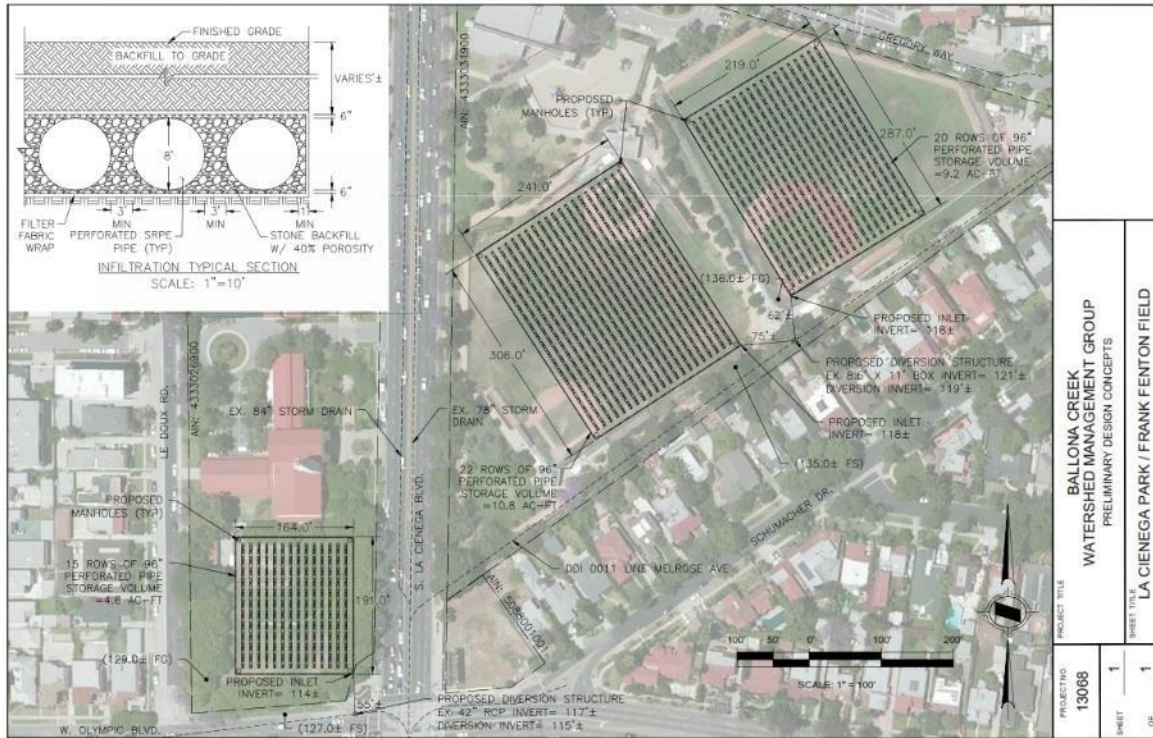 FINISHED GRADE
BACKFILL TO GRADE
VARIES'±
6"
8'
6"
3'
MIN
3'
MIN
1'
MIN
FILTER
FABRIC
WRAP
PERFORATED SRPE
PIPE (TYP)
STONE BACKFILL
W/ 40% POROSITY
INFILTRATION TYPICAL SECTION
SCALE: 1"=10'
AIN: 4333031900
GREGORY WAY
219.0'
PROPOSED
MANHOLES (TYP)
287.0'
20 ROWS OF 96"
PERFORATED PIPE
STORAGE VOLUME
=9.2 AC-FT
241.0'
(136.0± FG)
62'±
PROPOSED INLET
INVERT= 118±
75'±
306.0'
PROPOSED DIVERSION STRUCTURE
EX. 8.5' X 11' BOX INVERT= 121'±
DIVERSION INVERT= 119'±
PROPOSED INLET
INVERT= 118±
(135.0± FS)
LE DOUX RD.
AIN: 4333026900
EX. 84" STORM DRAIN
EX. 78" STORM
DRAIN
S. LA CIENEGA BLVD.
22 ROWS OF 96"
PERFORATED PIPE
STORAGE VOLUME
=10.8 AC-FT
SCHUMACHER DR.
PROPOSED
MANHOLES (TYP)
164.0'
15 ROWS OF 96"
PERFORATED PIPE
STORAGE VOLUME
=4.6 AC-FT
191.0'
DDI 0011 LINE MELROSE AVE
(129.0± FG)
PROPOSED INLET
INVERT= 114±
55'±
PROPOSED DIVERSION STRUCTURE
EX 42" RCP INVERT= 117'±
DIVERSION INVERT= 115'±
(127.0± FS)
W. OLYMPIC BLVD.
100' 50' 0' 100' 200'
SCALE: 1" = 100'
PROJECT TITLE
BALLONA CREEK
WATERSHED MANAGEMENT GROUP
PRELIMINARY DESIGN CONCEPTS
SHEET TITLE
LA CIENEGA PARK / FRANK FENTON FIELD
PROJECT NO.
13068
SHEET
1
OF
1